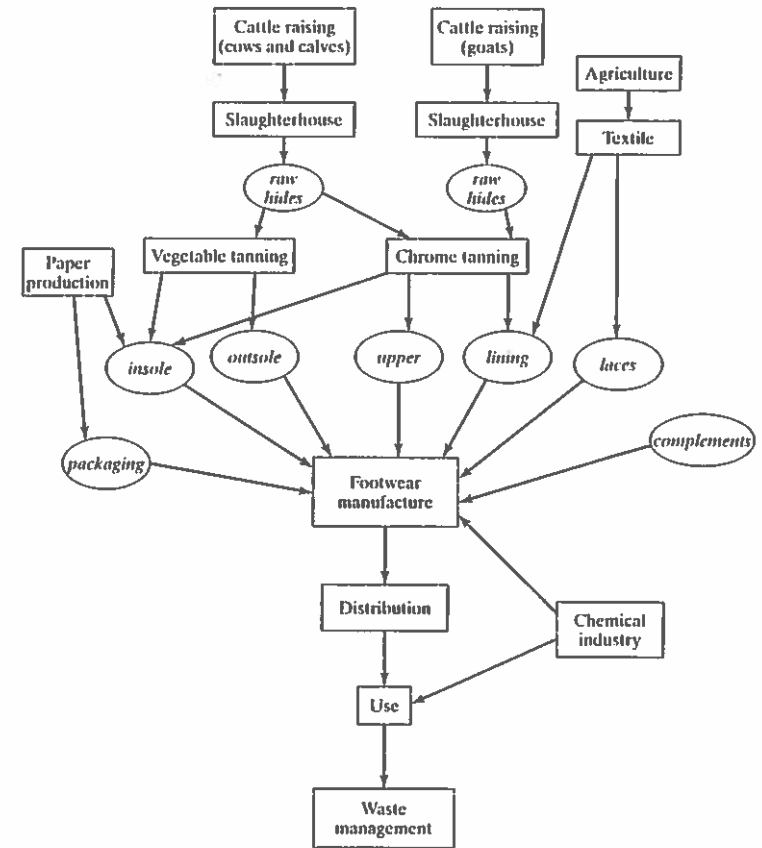 Cattle raising
(cows and calves)
Cattle raising
(goats)
Agriculture
Slaughterhouse
Slaughterhouse
Textile
raw
hides
raw
hides
Vegetable tanning
Chrome tanning
Paper
production
insole
outsole
upper
lining
laces
packaging
complements
Footwear
manufacture
Distribution
Chemical
industry
Use
Waste
management